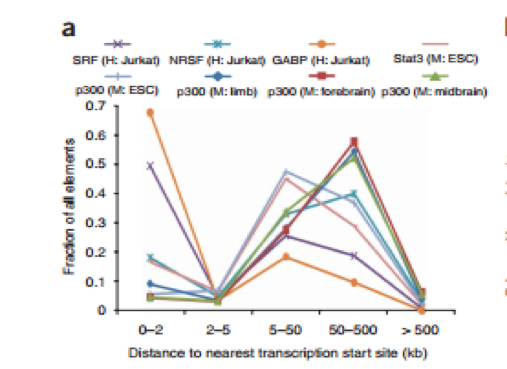 a
SRF (H: Jurkat) NRSF (H: Jurkat) GABP (H: Jurkat) Stat3 (M: ESC)
p300 (M: ESC) p300 (M: limb) p300 (M: forebrain) p300 (M: midbrain)
0.7
0.6
0.5
0.4
0.3
0.2
0.1
0
Fraction of all elements
0–2 2–5 5–50 50–500 > 500
Distance to nearest transcription start site (kb)